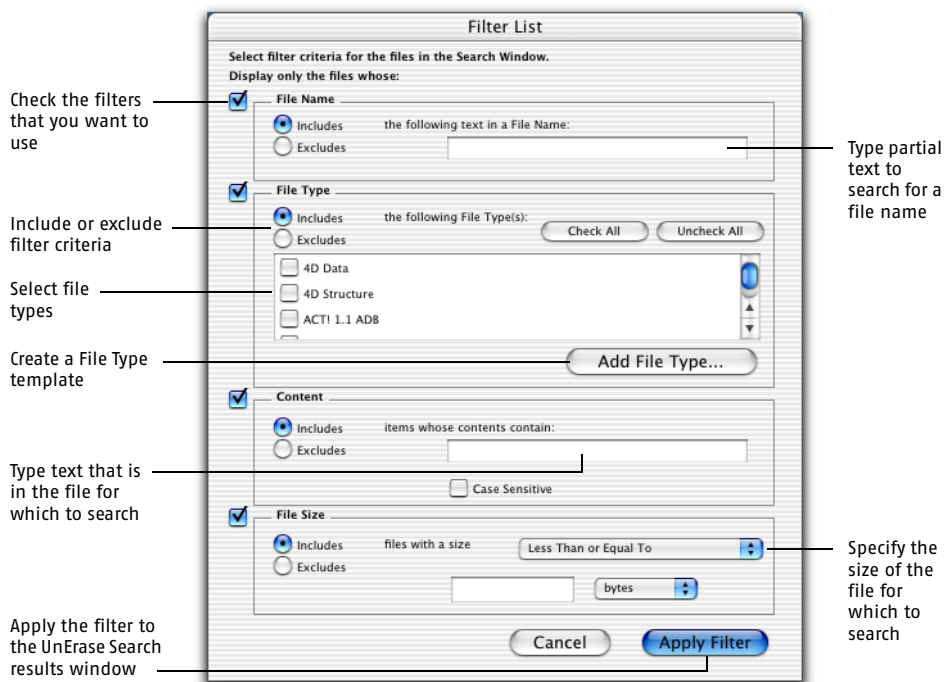 Filter List
Select filter criteria for the files in the Search Window.
Display only the files whose:
Check the filters
that you want to
use
File Name
Includes
the following text in a File Name:
Excludes
Type partial
text to
search for a
file name
File Type
Include or exclude
filter criteria
Includes
the following File Type(s):
Excludes
Check All
Uncheck All
Select file
types
4D Data
4D Structure
ACT! 1.1 ADB
Create a File Type
template
Add File Type...
Content
Includes
items whose contents contain:
Excludes
Type text that is
in the file for
which to search
Case Sensitive
File Size
Includes
files with a size
Less Than or Equal To
Excludes
bytes
Specify the
size of the
file for
which to
search
Apply the filter to
the UnErase Search
results window
Cancel
Apply Filter